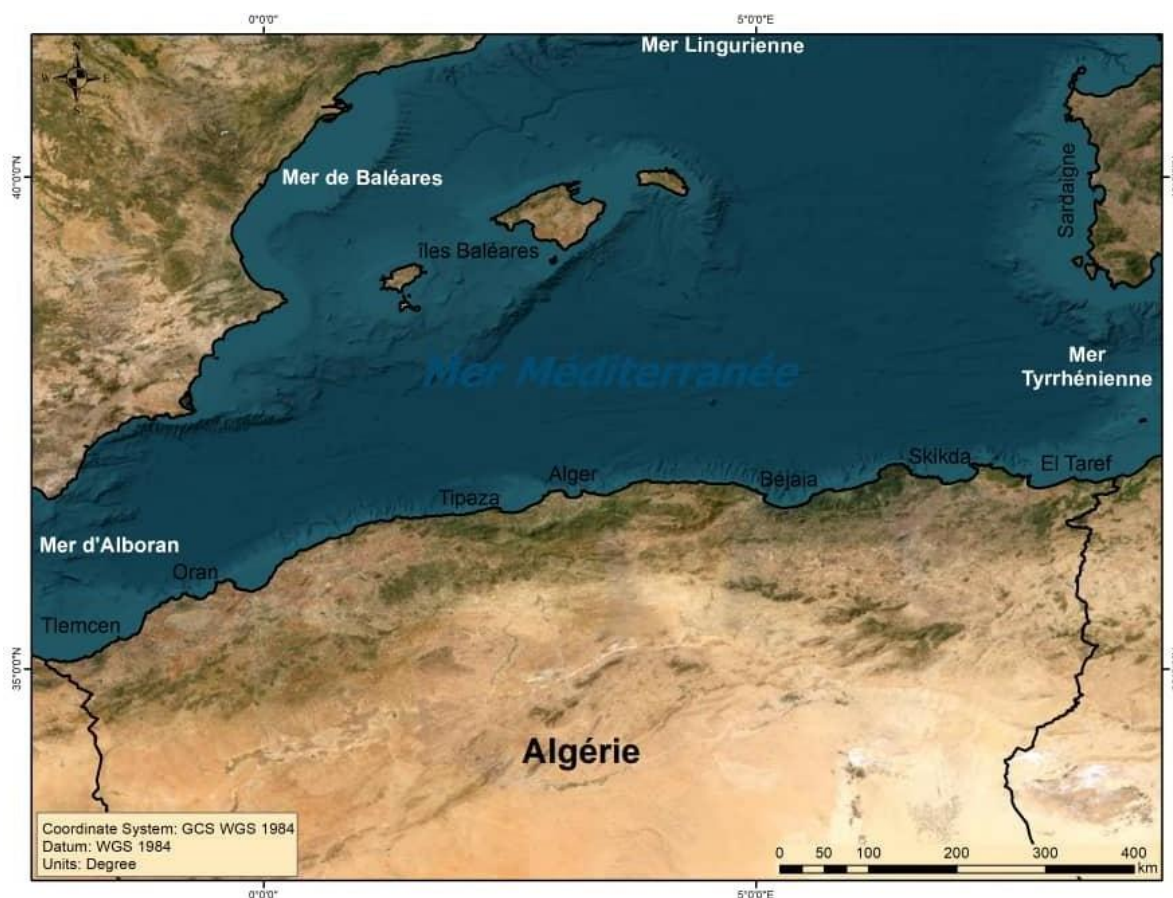 0°0'0"
5°0'0"E
N
W
E
S
Mer Lingurienne
40°0'0"N
Mer de Baléares
Sardaigne
îles Baléares
Mer Méditerranée
Mer
Tyrrhénienne
Skikda
El Taref
Alger
Béjaia
Tipaza
Mer d'Alboran
Oran
Tlemcen
35°0'0"N
Algérie
Coordinate System: GCS WGS 1984
Datum: WGS 1984
Units: Degree
0 50 100 200 300 400
km
0°0'0"
5°0'0"E